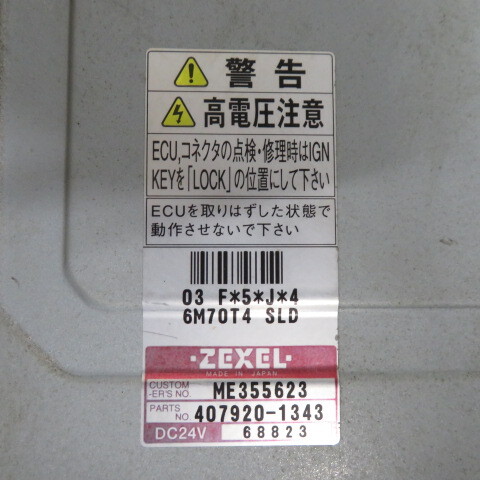 警告
高電圧注意
ECU,コネクタの点検・修理時はIGN
KEYを「LOCK」の位置にして下さい
ECUを取りはずした状態で
動作させないで下さい
03 F*5*J*4
6M70T4 SLD
·ZEXEL·
MADE IN JAPAN
CUSTOM
-ER'S NO. ME355623
PARTS
NO. 407920-1343
DC24V 68823